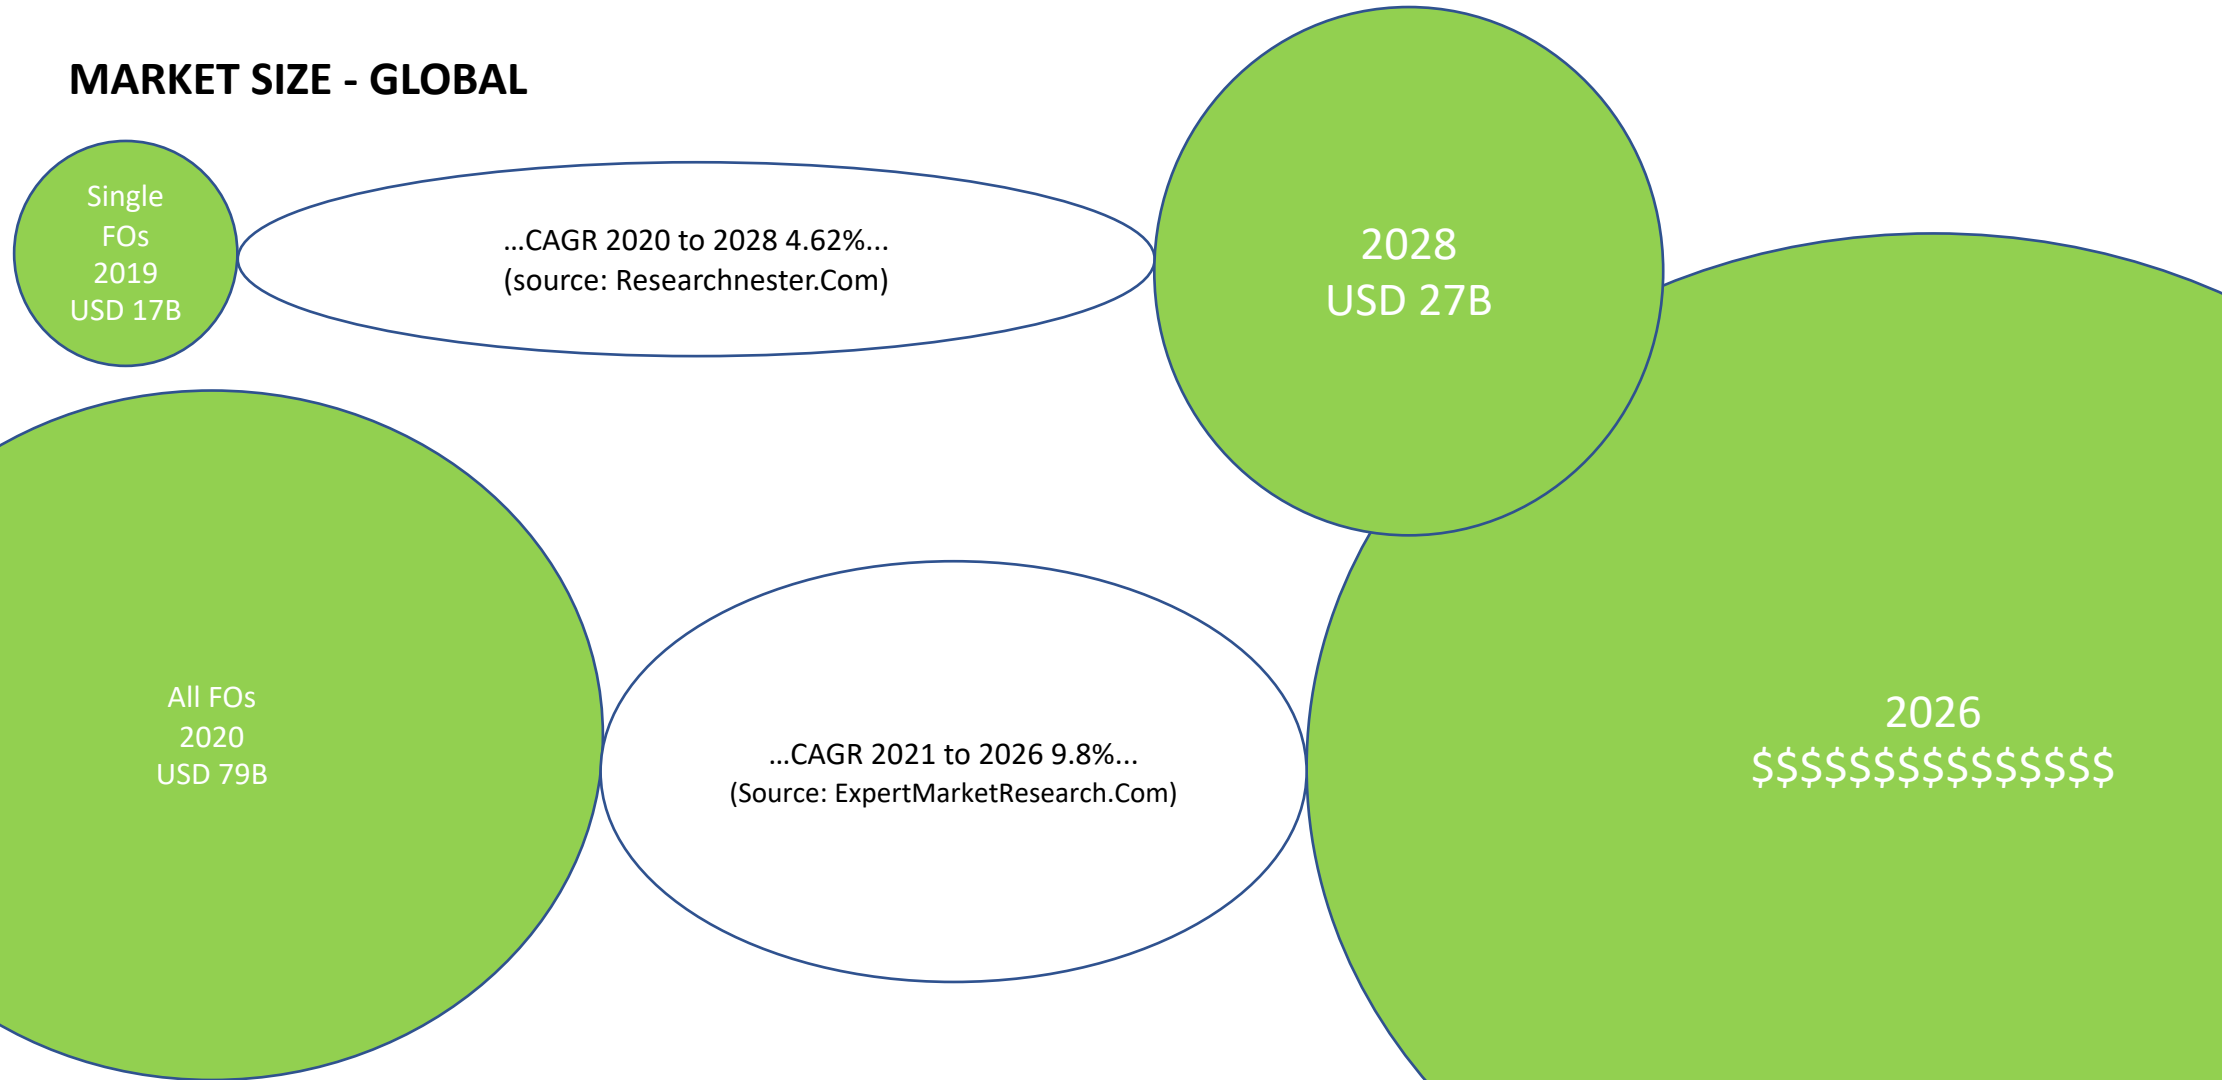 MARKET SIZE - GLOBAL
Single
FOs
2019
USD 17B
...CAGR 2020 to 2028 4.62%...
(source: Researchnester.Com)
2028
USD 27B
All FOs
2020
USD 79B
...CAGR 2021 to 2026 9.8%...
(Source: ExpertMarketResearch.Com)
2026
$$$$$$$$$$$$$$$